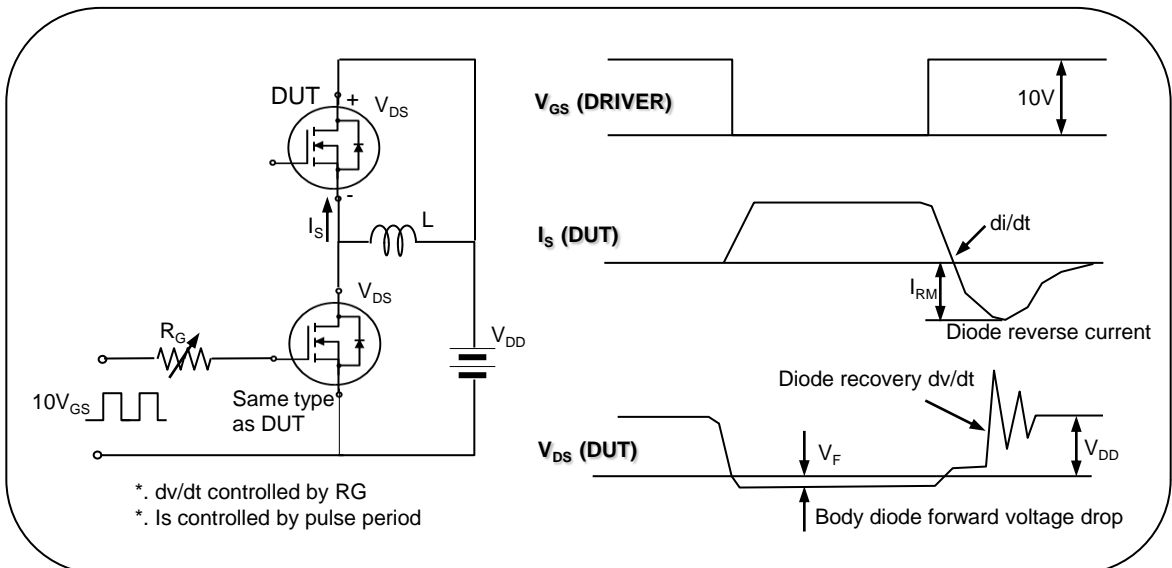 DUT
+
V_DS
-
I_S
L
V_DS
R_G
V_DD
10V_GS
Same type
as DUT
*. dv/dt controlled by RG
*. Is controlled by pulse period
V_GS (DRIVER)
10V
I_S (DUT)
di/dt
I_RM
Diode reverse current
Diode recovery dv/dt
V_DS (DUT)
V_F
V_DD
Body diode forward voltage drop